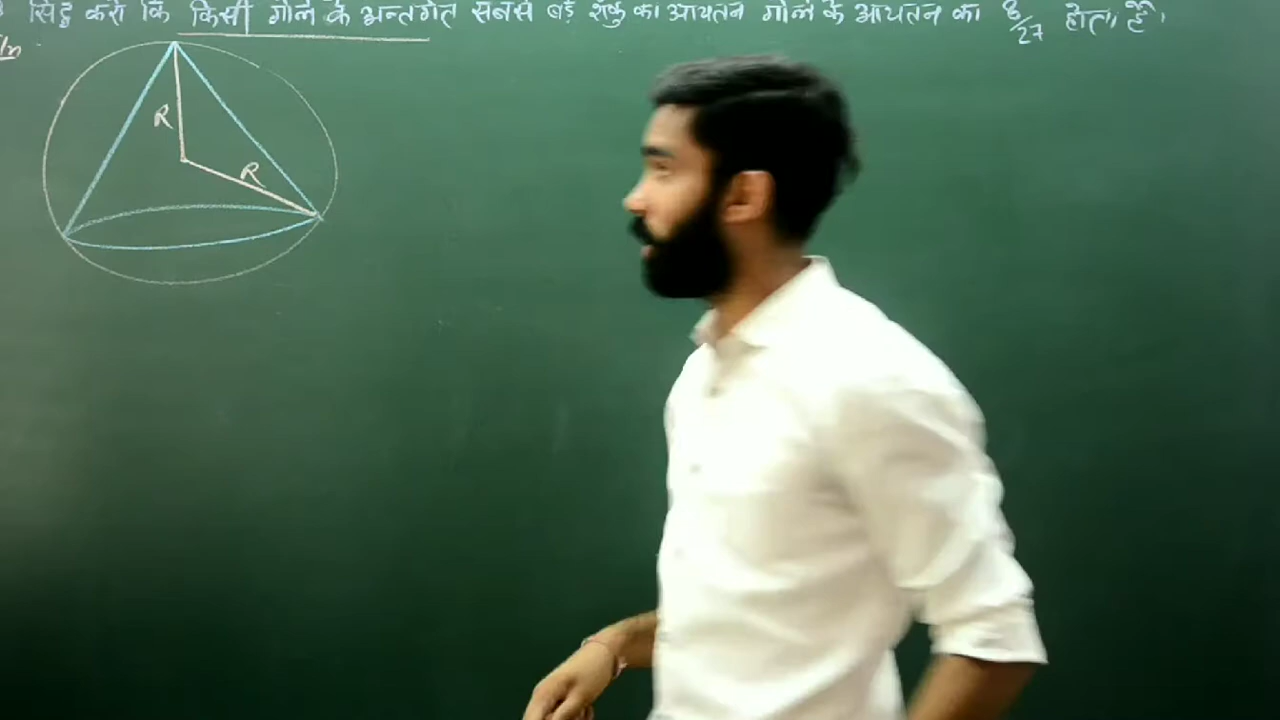 सिद्ध करो कि किसी गोले के अन्तर्गत सबसे बड़े शंकु का आयतन गोले के आयतन का 8/27 होता है।
R
R